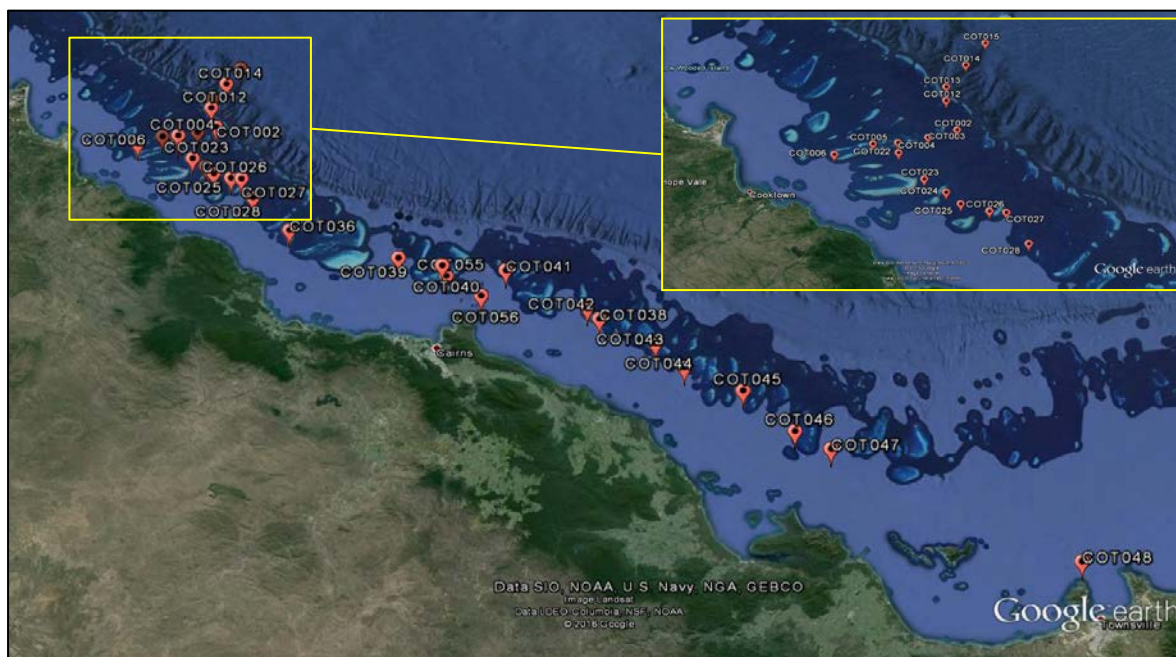 COT014
COT012
COT004
COT002
COT006
COT023
COT026
COT025
COT027
COT028
COT036
COT039
COT055
COT041
COT040
COT056
COT042
COT038
COT043
COT044
Cairns
COT045
COT046
COT047
COT048
Data SIO, NOAA, U.S. Navy, NGA, GEBCO
Image Landsat
Data LDEO-Columbia, NSF, NOAA
© 2016 Google
Google earth
Townsville
COT015
COT014
Wooded Island
COT013
COT012
COT002
COT003
COT005
COT004
COT006
COT022
COT023
hope Vale
Cooktown
COT024
COT025
COT026
COT027
COT028
Google earth